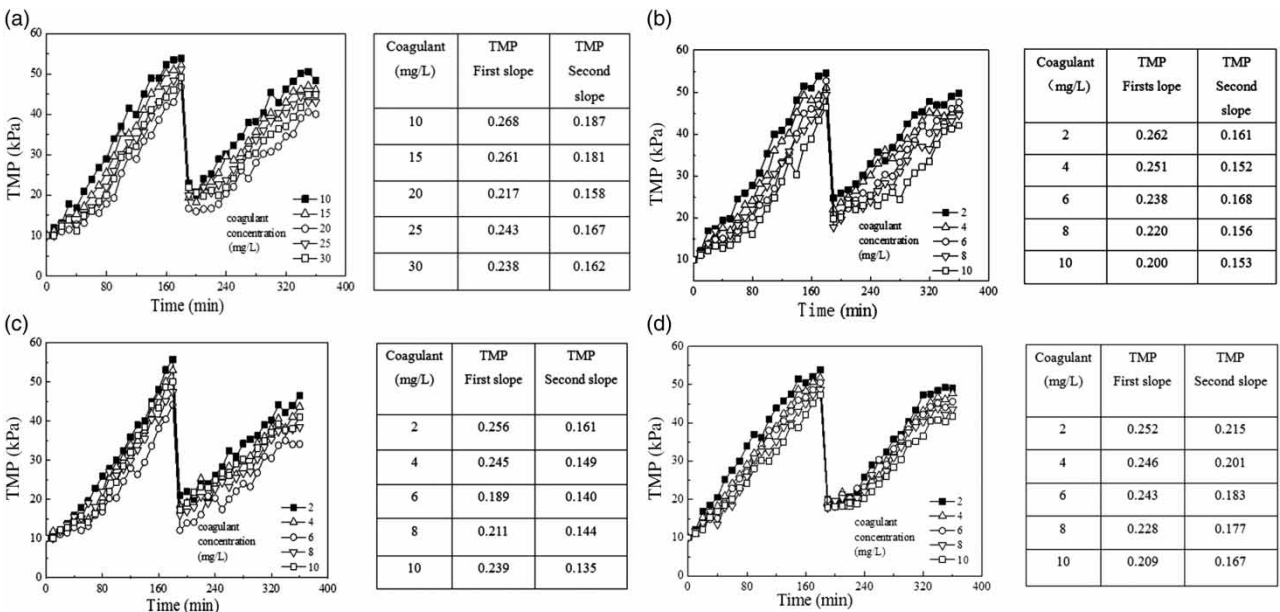 (a)
60
50
40
30
20
10
0
TMP (kPa)
10
15
20
25
30
coagulant
concentration
(mg/L)
0 80 160 240 320 400
Time (min)
Coagulant
(mg/L)
TMP
First slope
TMP
Second
slope
10 0.268 0.187
15 0.261 0.181
20 0.217 0.158
25 0.243 0.167
30 0.238 0.162
(b)
60
50
40
30
20
10
TMP (kPa)
2
4
6
8
10
coagulant
concentration
(mg/L)
0 80 160 240 320 400
Time (min)
Coagulant
(mg/L)
TMP
Firsts lope
TMP
Second
slope
2 0.262 0.161
4 0.251 0.152
6 0.238 0.168
8 0.220 0.156
10 0.200 0.153
(c)
60
50
40
30
20
10
0
TMP (kPa)
2
4
6
8
10
coagulant
concentration
(mg/L)
0 80 160 240 320 400
Time (min)
Coagulant
(mg/L)
TMP
First slope
TMP
Second slope
2 0.256 0.161
4 0.245 0.149
6 0.189 0.140
8 0.211 0.144
10 0.239 0.135
(d)
60
50
40
30
20
10
0
TMP (kPa)
2
4
6
8
10
coagulant
concentration
(mg/L)
0 80 160 240 320 400
Time (min)
Coagulant
(mg/L)
TMP
First slope
TMP
Second slope
2 0.252 0.215
4 0.246 0.201
6 0.243 0.183
8 0.228 0.177
10 0.209 0.167